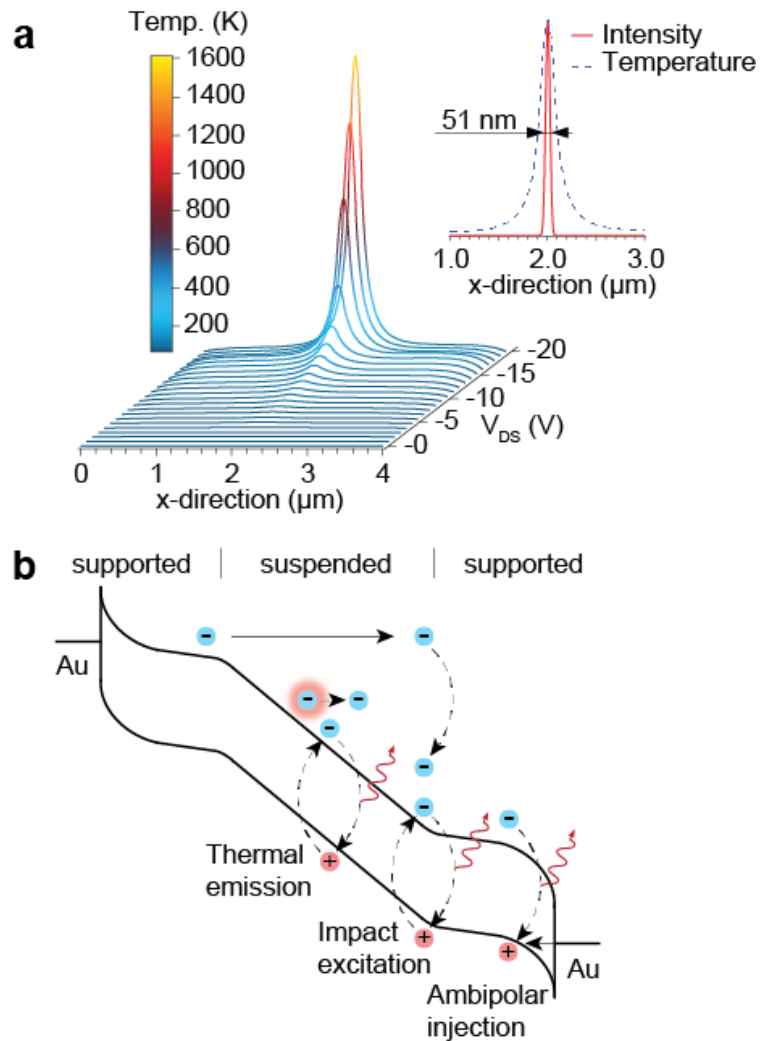 a
Temp. (K)
1600
1400
1200
1000
800
600
400
200
-20
-15
-10
-5
-0
V_DS (V)
0 1 2 3 4
x-direction (µm)
Intensity
Temperature
51 nm
1.0 2.0 3.0
x-direction (µm)
b
supported | suspended | supported
Au
- -
- -
-
-
-
-
Thermal
emission
+
Impact
excitation
+
+
Au
Ambipolar
injection